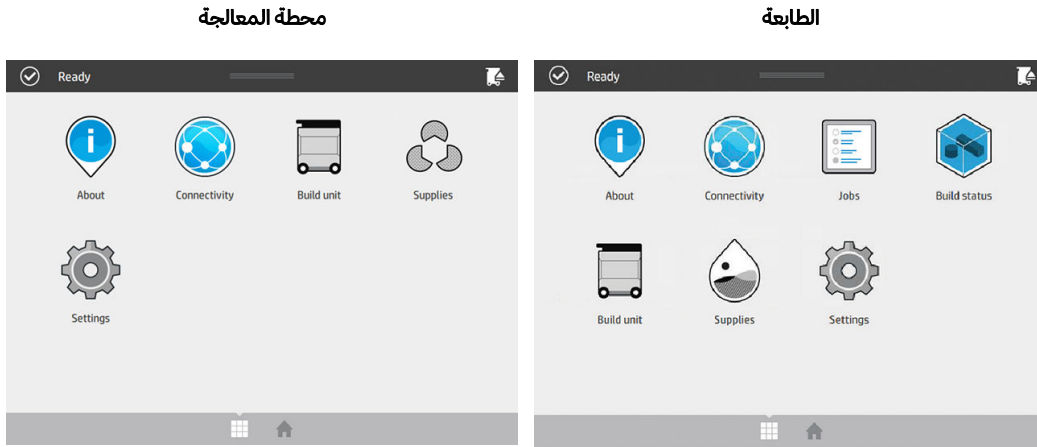 الطابعة
محطة المعالجة
Ready
About
Connectivity
Build unit
Supplies
Settings
Ready
About
Connectivity
Jobs
Build status
Build unit
Supplies
Settings